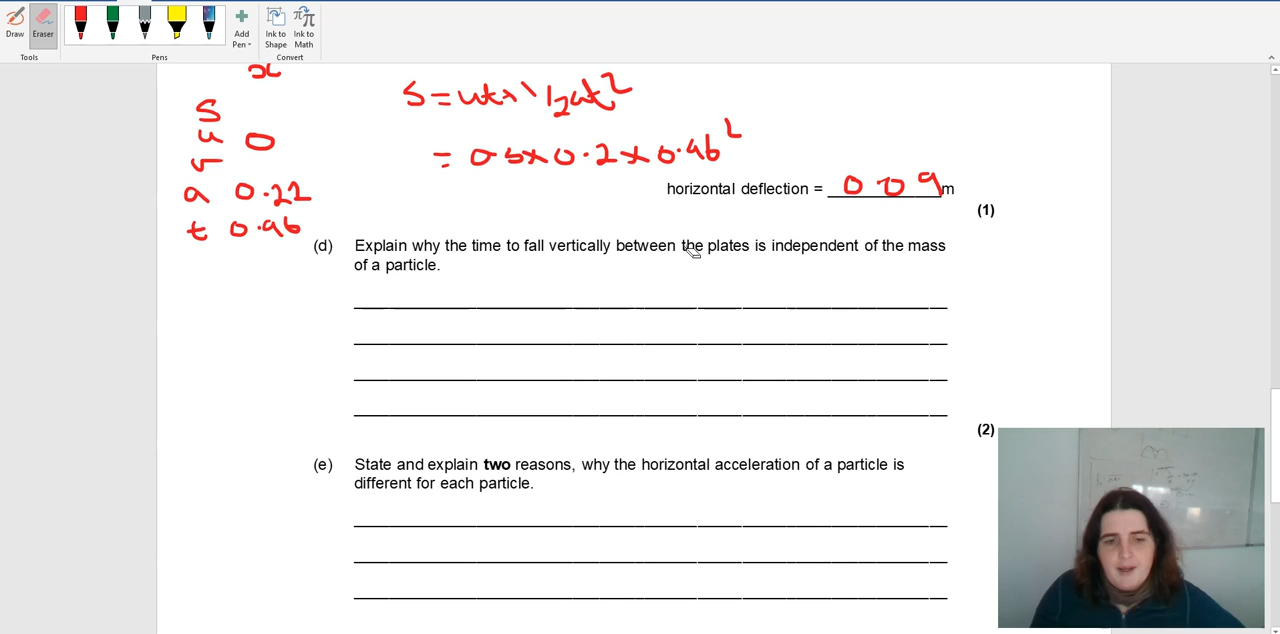 Draw
Eraser
Add
Pen
Ink to
Shape
Ink to
Math
Tools
Pens
Convert
x
S = ut + 1/2at²
S
u 0
v
= 0.5 x 0.2 x 0.96²
a 0.22
horizontal deflection = 0.09 m
(1)
t 0.96
(d) Explain why the time to fall vertically between the plates is independent of the mass
of a particle.
(2)
(e) State and explain two reasons, why the horizontal acceleration of a particle is
different for each particle.